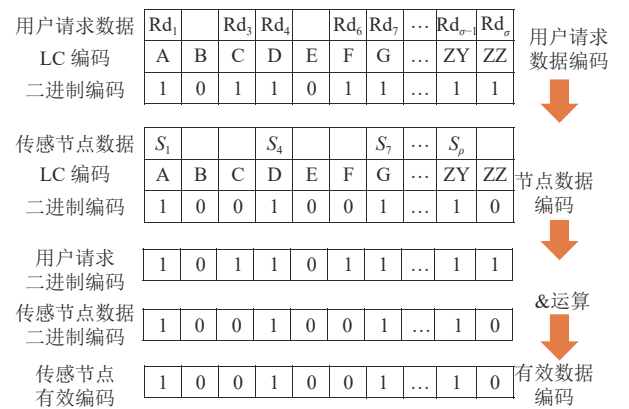 用户请求数据 Rd₁ Rd₃ Rd₄ Rd₆ Rd₇ … Rd_{σ−1} Rd_σ
LC 编码 A B C D E F G … ZY ZZ
二进制编码 1 0 1 1 0 1 1 … 1 1
用户请求
数据编码
传感节点数据 S₁ S₄ S₇ … S_ρ
LC 编码 A B C D E F G … ZY ZZ
二进制编码 1 0 0 1 0 0 1 … 1 0
节点数据
编码
用户请求
二进制编码
1 0 1 1 0 1 1 … 1 1
传感节点数据
二进制编码
1 0 0 1 0 0 1 … 1 0
&运算
传感节点
有效编码
1 0 0 1 0 0 1 … 1 0
有效数据
编码